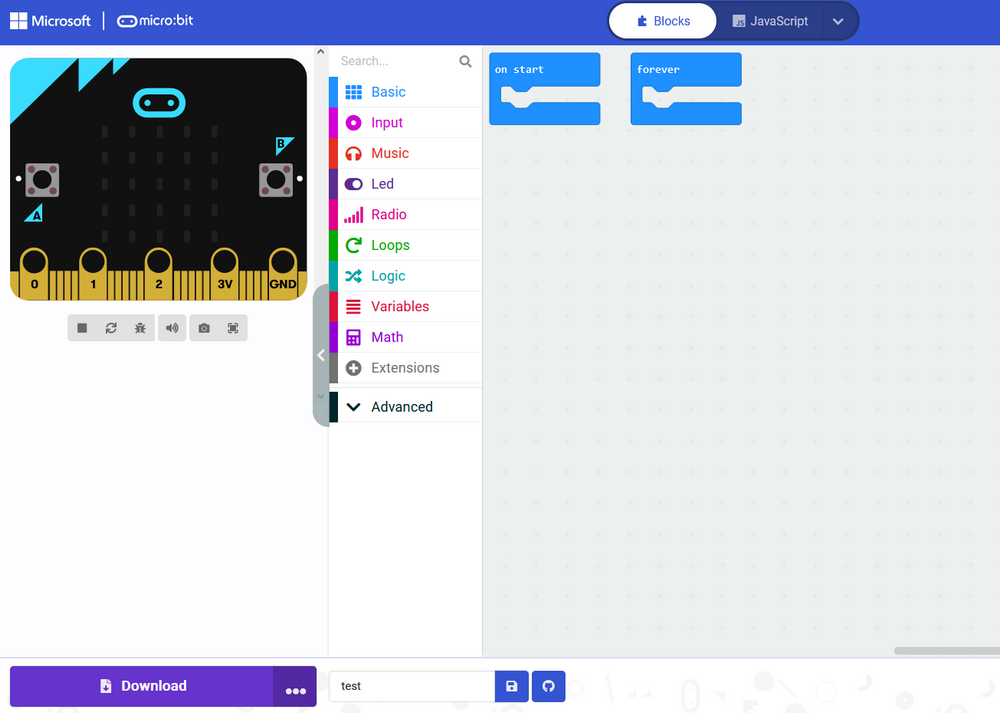 Microsoft micro:bit Blocks JavaScript
B
A
0 1 2 3V GND
Search...
Basic
Input
Music
Led
Radio
Loops
Logic
Variables
Math
Extensions
Advanced
on start
forever
Download
test